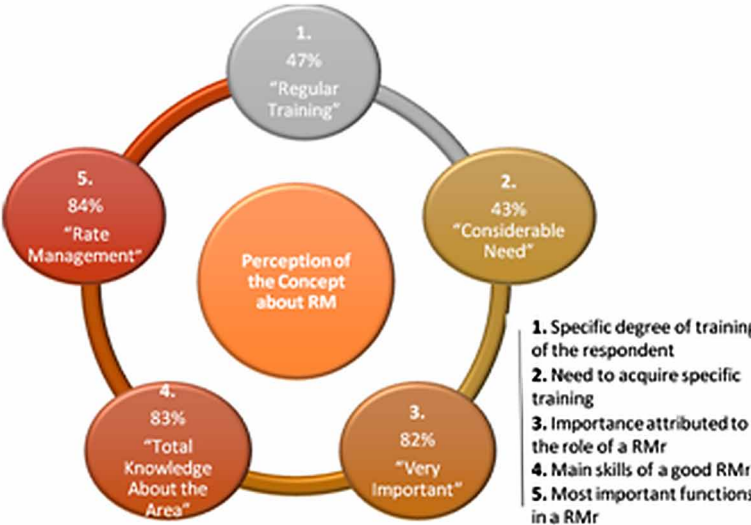 1.
47%
"Regular
Training"
2.
43%
"Considerable
Need"
3.
82%
"Very
Important"
4.
83%
"Total
Knowledge
About the
Area"
5.
84%
"Rate
Management"
Perception of
the Concept
about RM
1. Specific degree of training
of the respondent
2. Need to acquire specific
training
3. Importance attributed to
the role of a RMr
4. Main skills of a good RMr
5. Most important functions
in a RMr